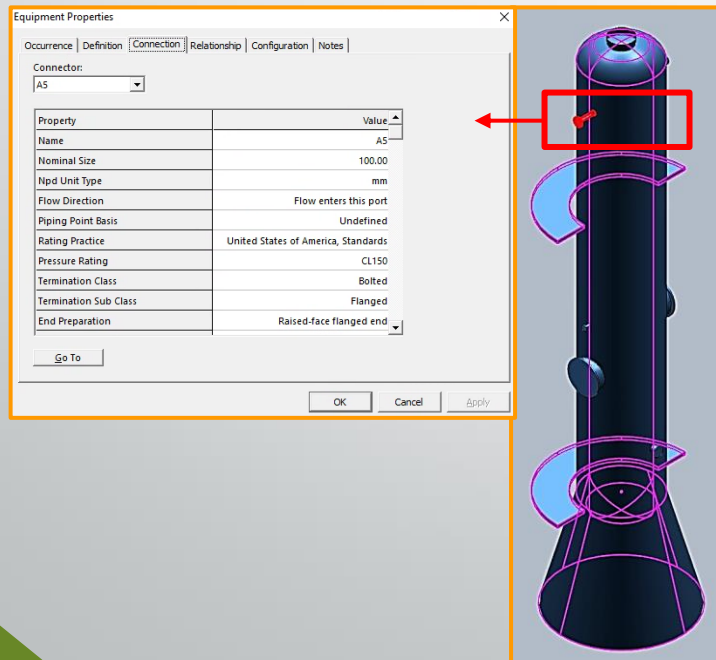 Equipment Properties
Occurrence Definition Connection Relationship Configuration Notes
Connector:
A5
Property Value
Name A5
Nominal Size 100.00
Npd Unit Type mm
Flow Direction Flow enters this port
Piping Point Basis Undefined
Rating Practice United States of America, Standards
Pressure Rating CL150
Termination Class Bolted
Termination Sub Class Flanged
End Preparation Raised-face flanged end
Go To
OK Cancel Apply